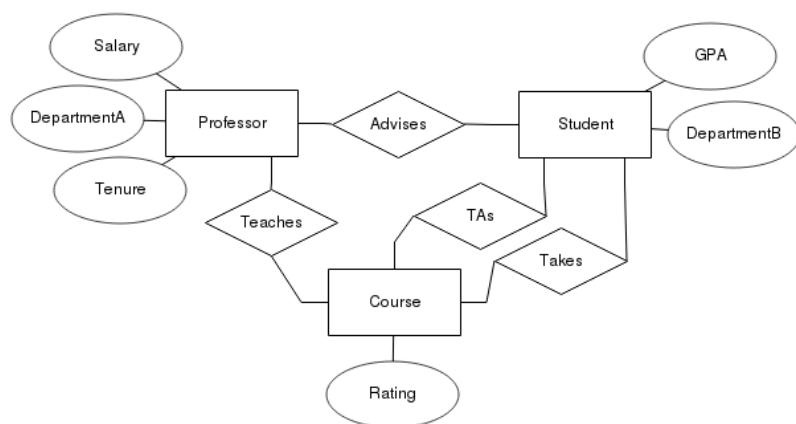 Salary
GPA
DepartmentA
Professor
Advises
Student
DepartmentB
Tenure
Teaches
TAs
Takes
Course
Rating